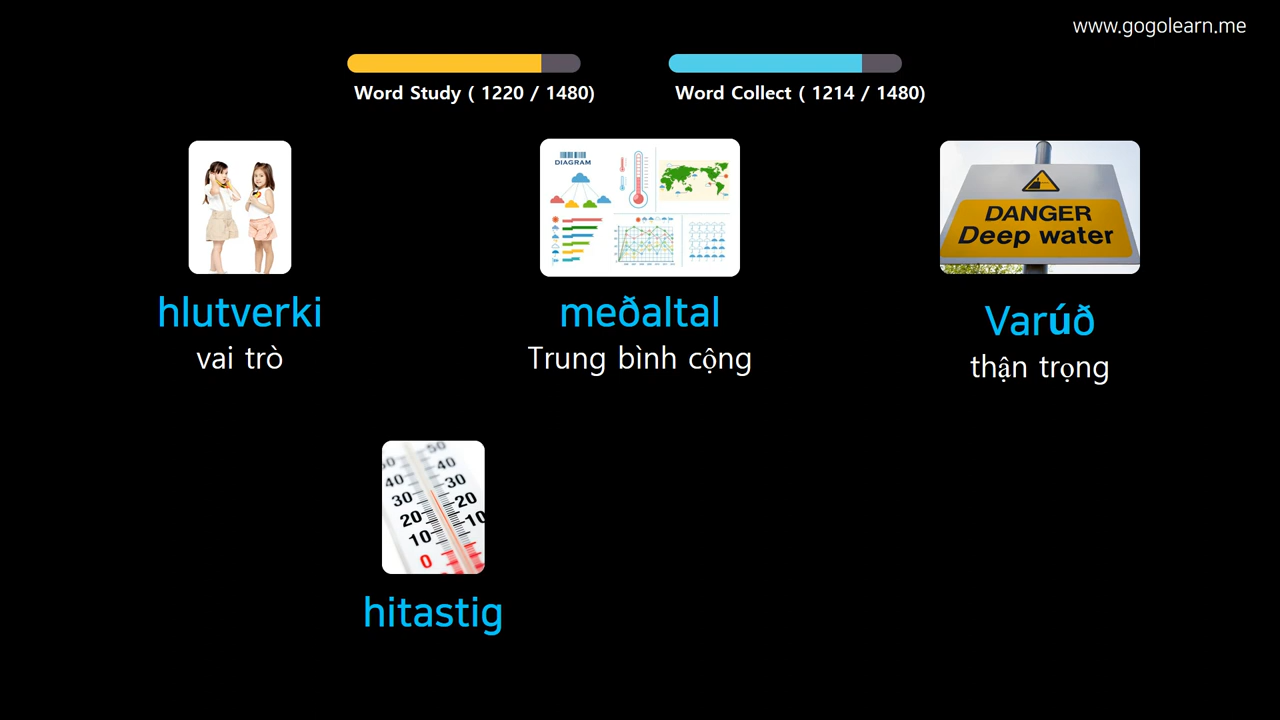 www.gogolearn.me
Word Study ( 1220 / 1480)
Word Collect ( 1214 / 1480)
DIAGRAM
DANGER
Deep water
hlutverki
meðaltal
Varúð
vai trò
Trung bình cộng
thận trọng
50
50
40
40
30
30
20
20
10
10
0
hitastig